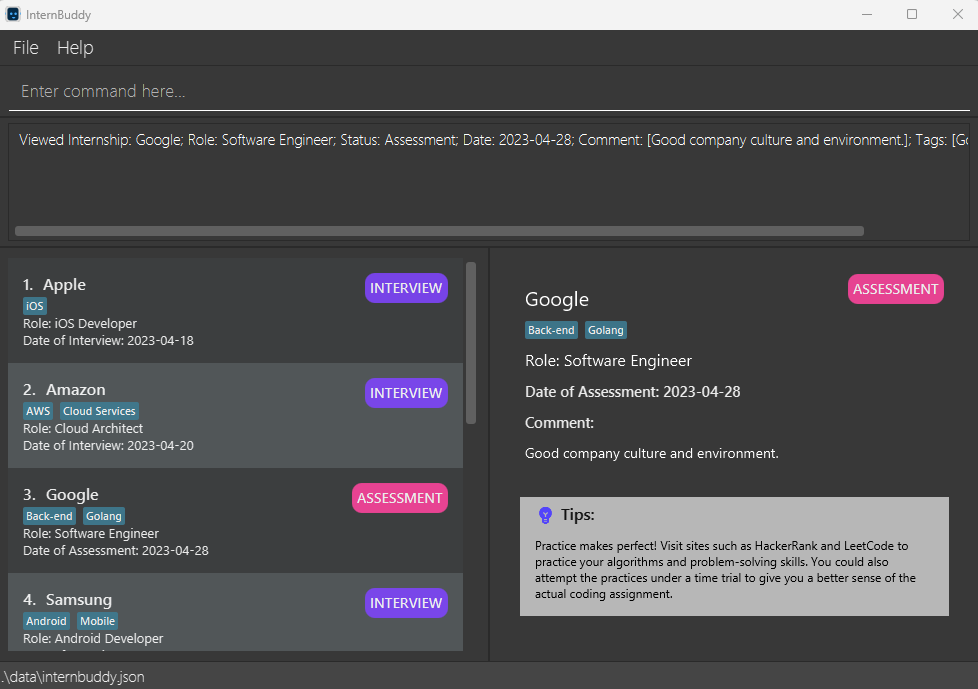 InternBuddy
File Help
Enter command here...
Viewed Internship: Google; Role: Software Engineer; Status: Assessment; Date: 2023-04-28; Comment: [Good company culture and environment.]; Tags: [Go
1. Apple
INTERVIEW
iOS
Role: iOS Developer
Date of Interview: 2023-04-18
2. Amazon
INTERVIEW
AWS Cloud Services
Role: Cloud Architect
Date of Interview: 2023-04-20
3. Google
ASSESSMENT
Back-end Golang
Role: Software Engineer
Date of Assessment: 2023-04-28
4. Samsung
INTERVIEW
Android Mobile
Role: Android Developer
Google
ASSESSMENT
Back-end Golang
Role: Software Engineer
Date of Assessment: 2023-04-28
Comment:
Good company culture and environment.
Tips:
Practice makes perfect! Visit sites such as HackerRank and LeetCode to
practice your algorithms and problem-solving skills. You could also
attempt the practices under a time trial to give you a better sense of the
actual coding assignment.
.\data\internbuddy.json